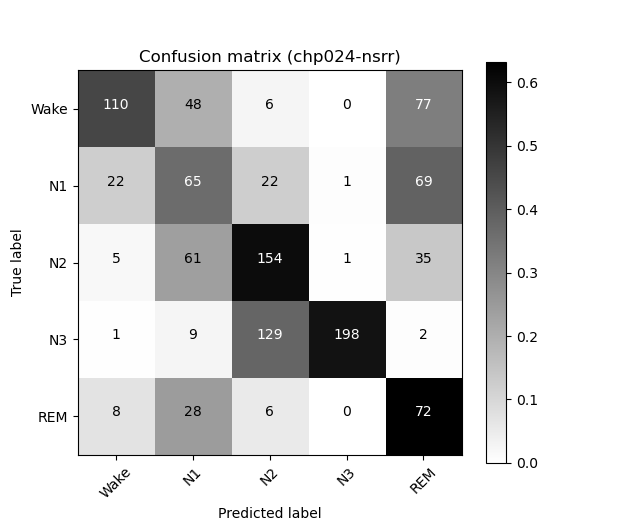 Confusion matrix (chp024-nsrr)
Wake 110 48 6 0 77
N1 22 65 22 1 69
N2 5 61 154 1 35
N3 1 9 129 198 2
REM 8 28 6 0 72
Wake N1 N2 N3 REM
Predicted label
True label
0.6
0.5
0.4
0.3
0.2
0.1
0.0